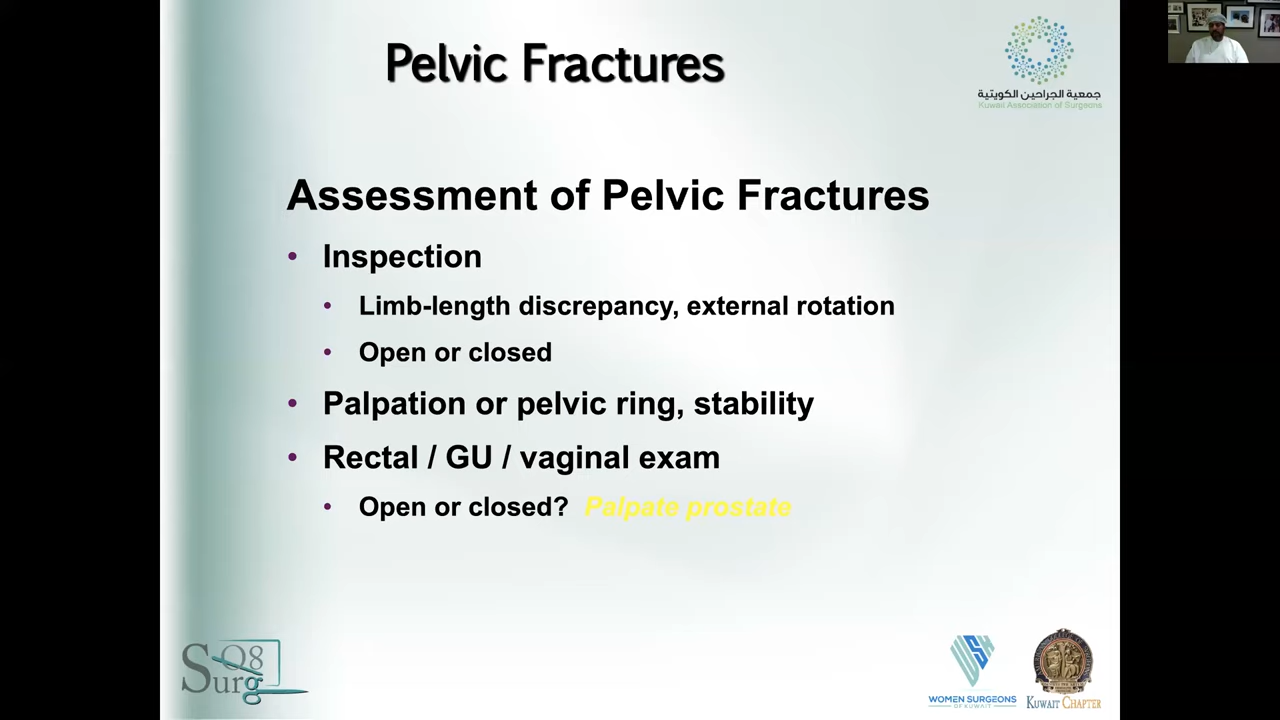 Pelvic Fractures
جمعية الجراحين الكويتية
Kuwait Association of Surgeons
Assessment of Pelvic Fractures
• Inspection
• Limb-length discrepancy, external rotation
• Open or closed
• Palpation or pelvic ring, stability
• Rectal / GU / vaginal exam
• Open or closed? Palpate prostate
SurgQ8
WOMEN SURGEONS
OF KUWAIT
KUWAIT CHAPTER